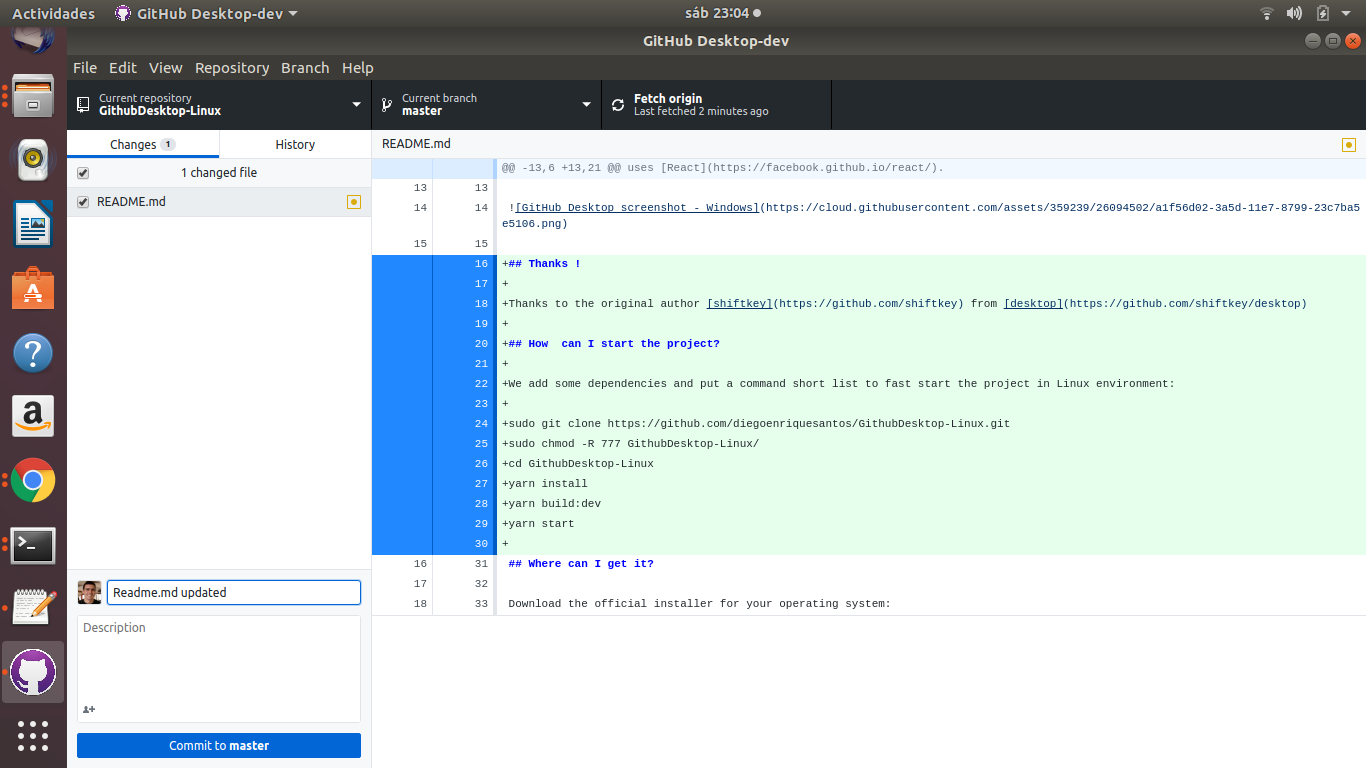 Actividades
GitHub Desktop-dev
sáb 23:04
GitHub Desktop-dev
File Edit View Repository Branch Help
Current repository
GithubDesktop-Linux
Current branch
master
Fetch origin
Last fetched 2 minutes ago
Changes 1
History
1 changed file
README.md
README.md
@@ -13,6 +13,21 @@ uses [React](https://facebook.github.io/react/).
13 13
14 14 ![GitHub Desktop screenshot - Windows](https://cloud.githubusercontent.com/assets/359239/26094502/a1f56d02-3a5d-11e7-8799-23c7ba5
e5106.png)
15 15
16 +## Thanks !
17 +
18 +Thanks to the original author [shiftkey](https://github.com/shiftkey) from [desktop](https://github.com/shiftkey/desktop)
19 +
20 +## How  can I start the project?
21 +
22 +We add some dependencies and put a command short list to fast start the project in Linux environment:
23 +
24 +sudo git clone https://github.com/diegoenriquesantos/GithubDesktop-Linux.git
25 +sudo chmod -R 777 GithubDesktop-Linux/
26 +cd GithubDesktop-Linux
27 +yarn install
28 +yarn build:dev
29 +yarn start
30 +
16 31 ## Where can I get it?
17 32
18 33 Download the official installer for your operating system:
Readme.md updated
Description
Commit to master